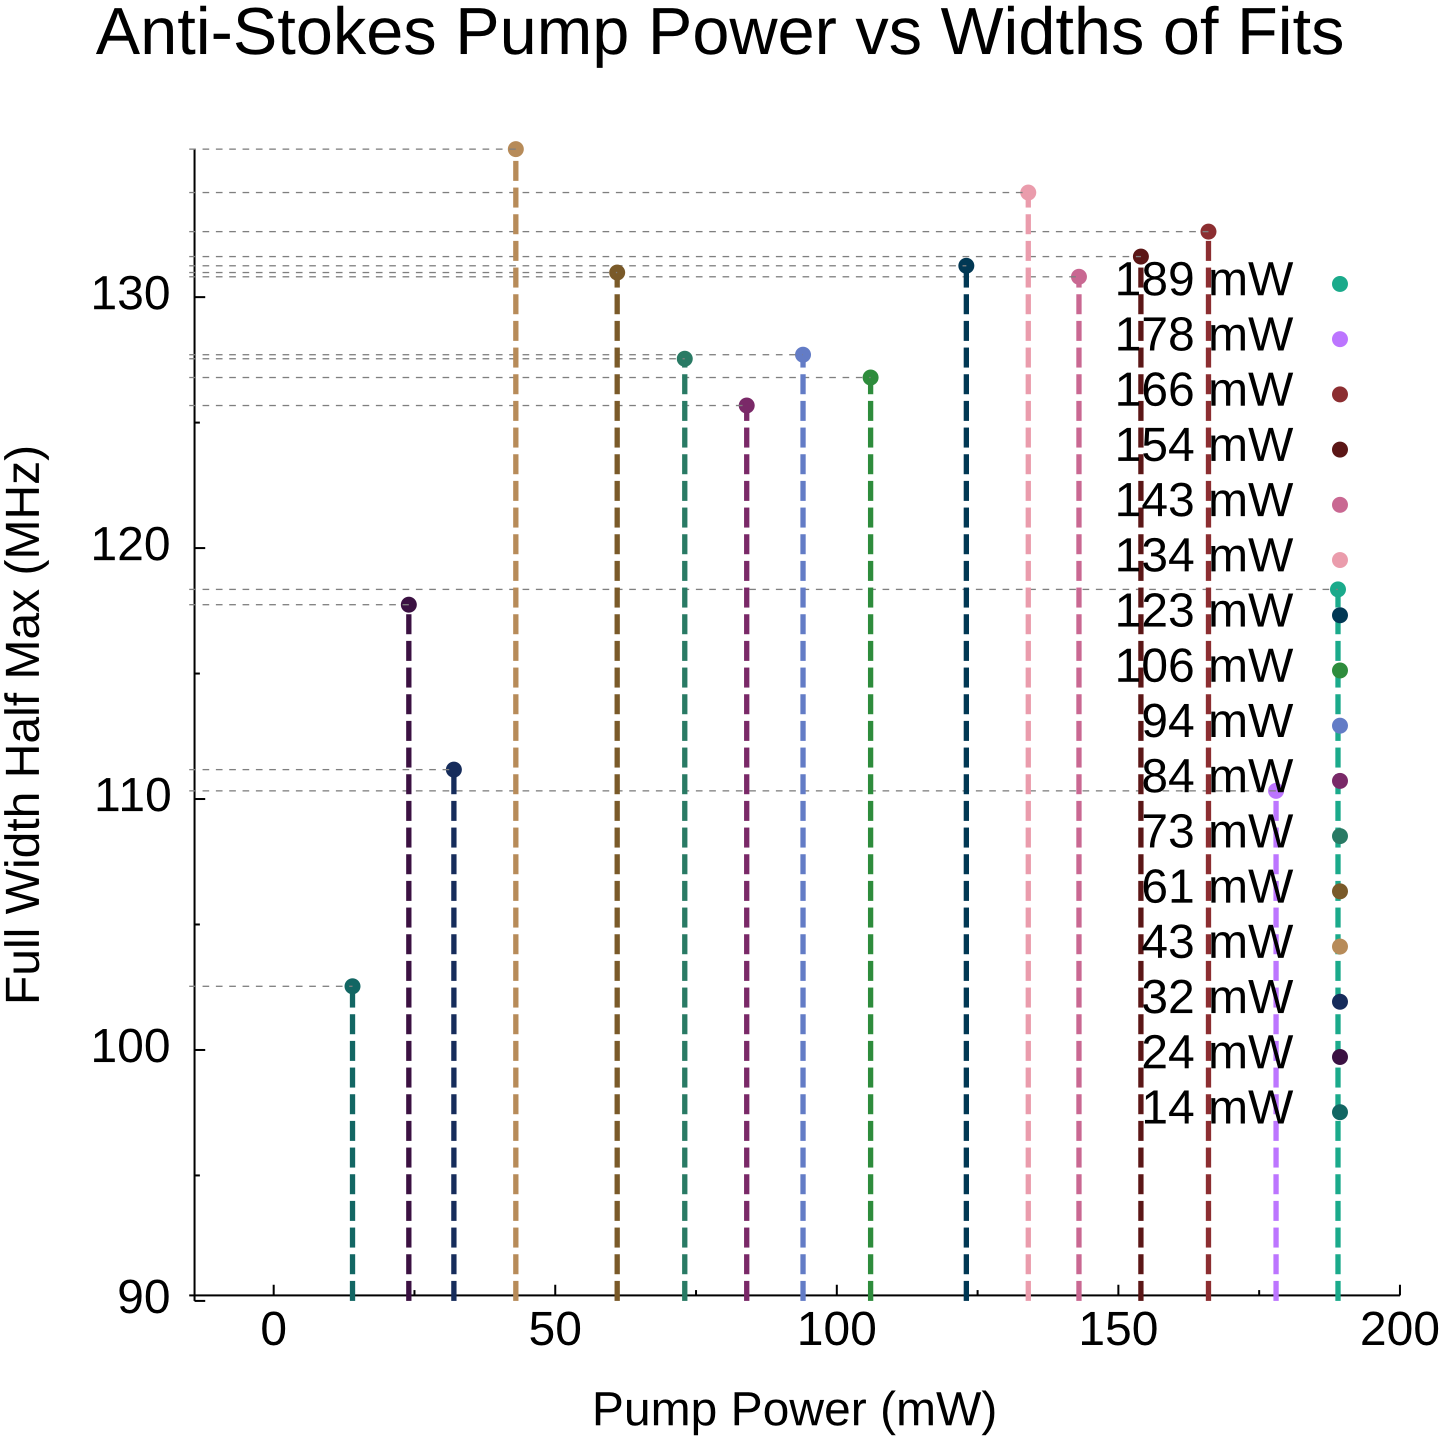 Anti-Stokes Pump Power vs Widths of Fits
Full Width Half Max (MHz)
130
120
110
100
90
189 mW
178 mW
166 mW
154 mW
143 mW
134 mW
123 mW
106 mW
94 mW
84 mW
73 mW
61 mW
43 mW
32 mW
24 mW
14 mW
0 50 100 150 200
Pump Power (mW)